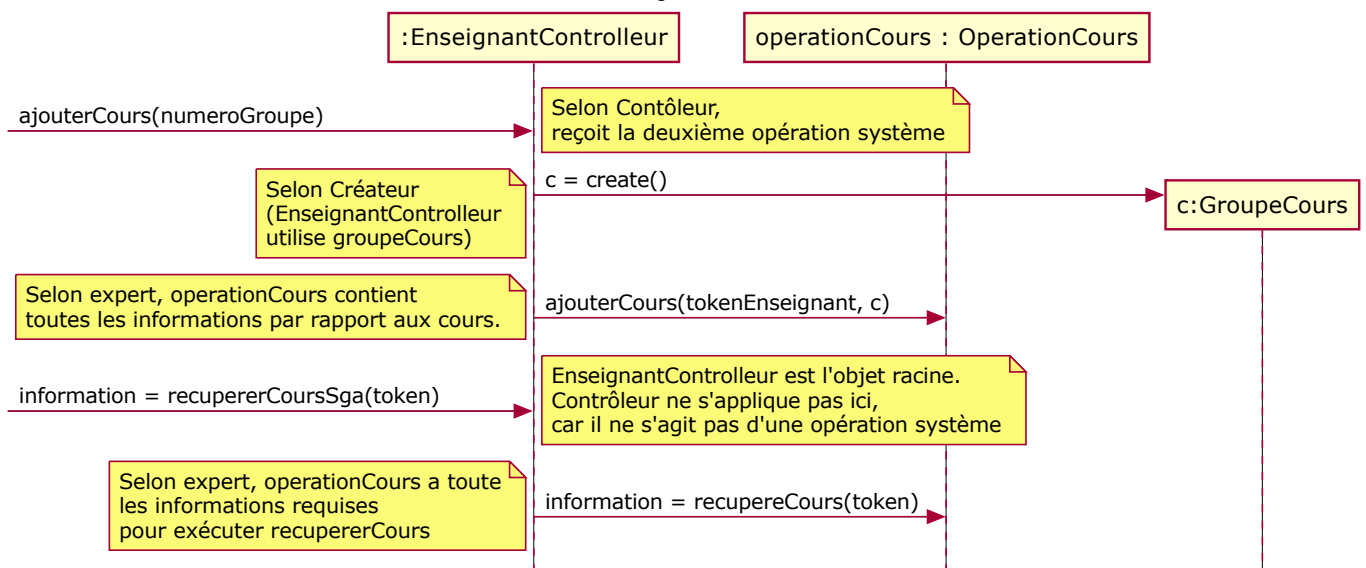 :EnseignantControlleur
operationCours : OperationCours
ajouterCours(numeroGroupe)
Selon Contôleur,
reçoit la deuxième opération système
Selon Créateur
(EnseignantControlleur
utilise groupeCours)
c = create()
c:GroupeCours
Selon expert, operationCours contient
toutes les informations par rapport aux cours.
ajouterCours(tokenEnseignant, c)
information = recupererCoursSga(token)
EnseignantControlleur est l'objet racine.
Contrôleur ne s'applique pas ici,
car il ne s'agit pas d'une opération système
Selon expert, operationCours a toute
les informations requises
pour exécuter recupererCours
information = recupereCours(token)